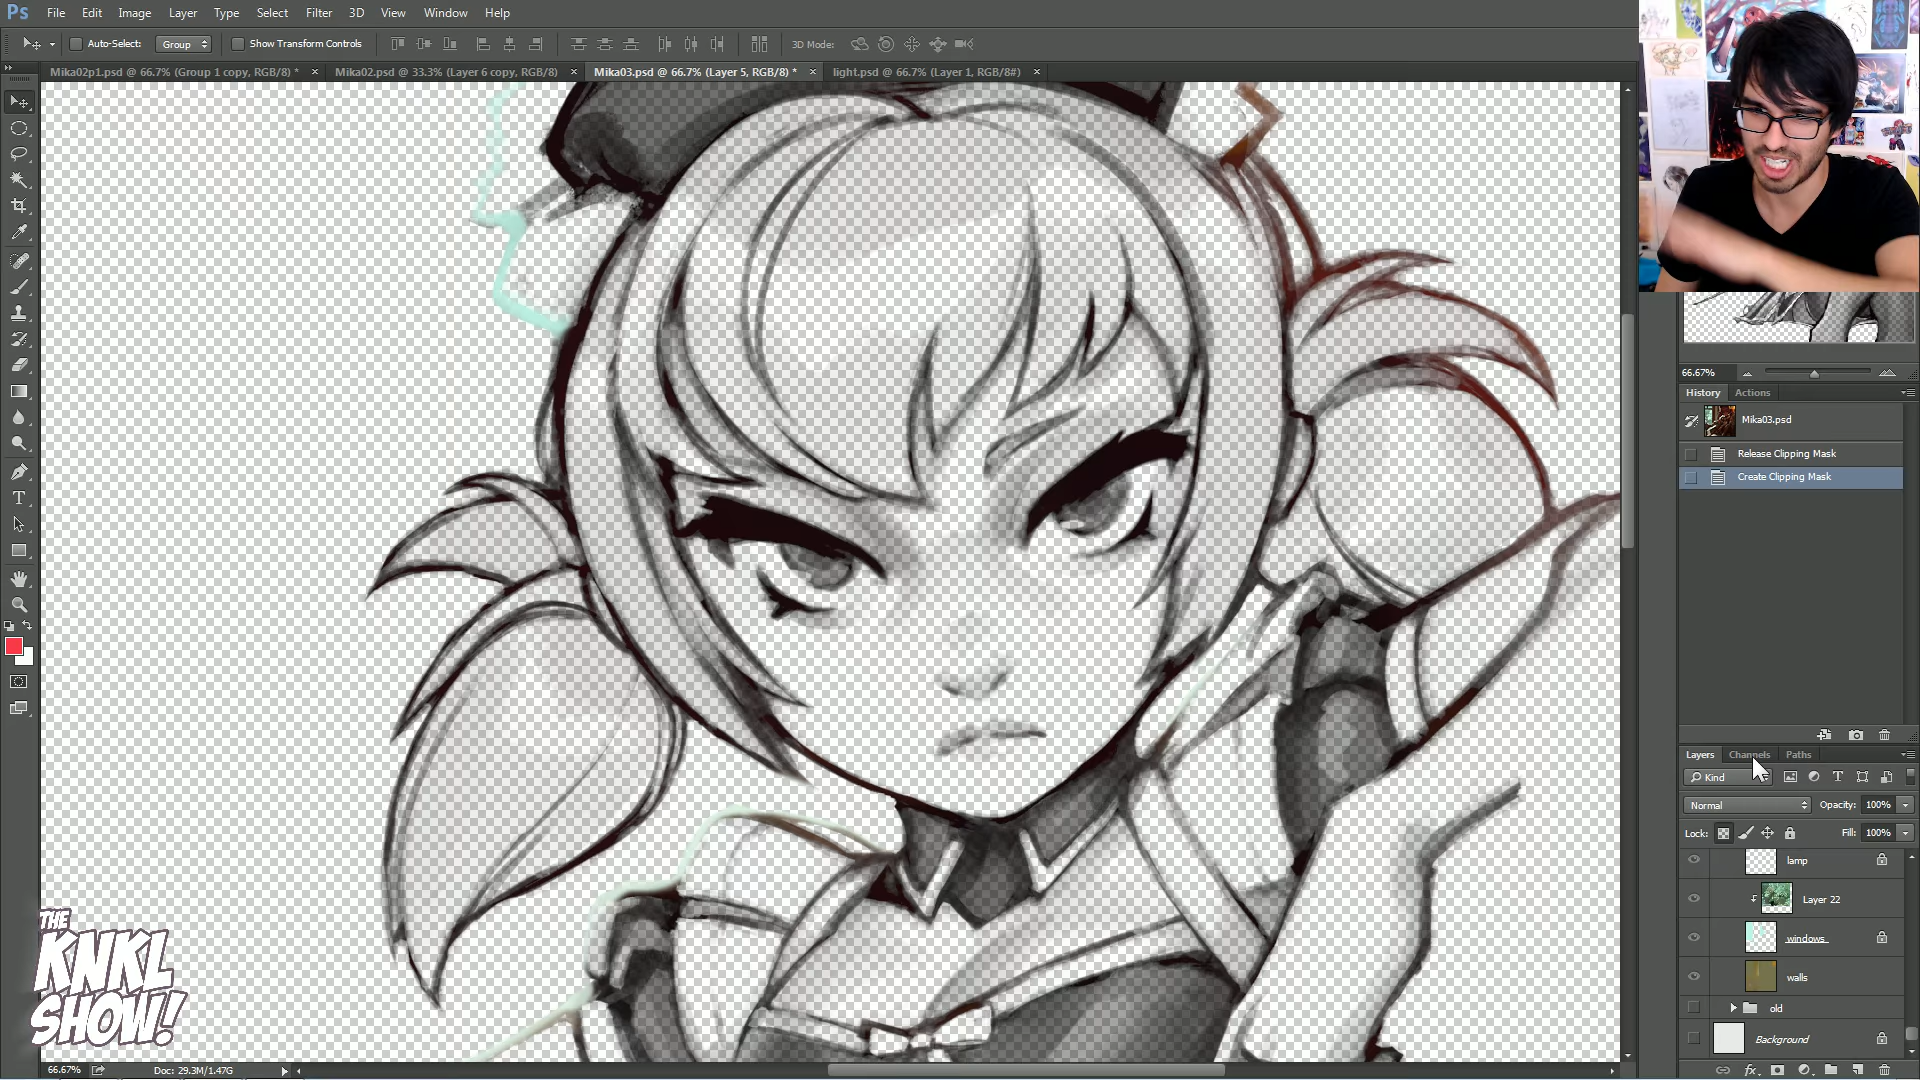 Ps File Edit Image Layer Type Select Filter 3D View Window Help
Auto-Select: Group Show Transform Controls 3D Mode:
Mika02p1.psd @ 66.7% (Group 1 copy, RGB/8) * × Mika02.psd @ 33.3% (Layer 6 copy, RGB/8) × Mika03.psd @ 66.7% (Layer 5, RGB/8) * × light.psd @ 66.7% (Layer 1, RGB/8#) ×
66.67%
History Actions
Mika03.psd
Release Clipping Mask
Create Clipping Mask
Layers Channels Paths
Kind
Normal Opacity: 100%
Lock: Fill: 100%
lamp
Layer 22
windows
walls
old
Background
THE
KNKL
SHOW!
66.67% Doc: 29.3M/1.47G